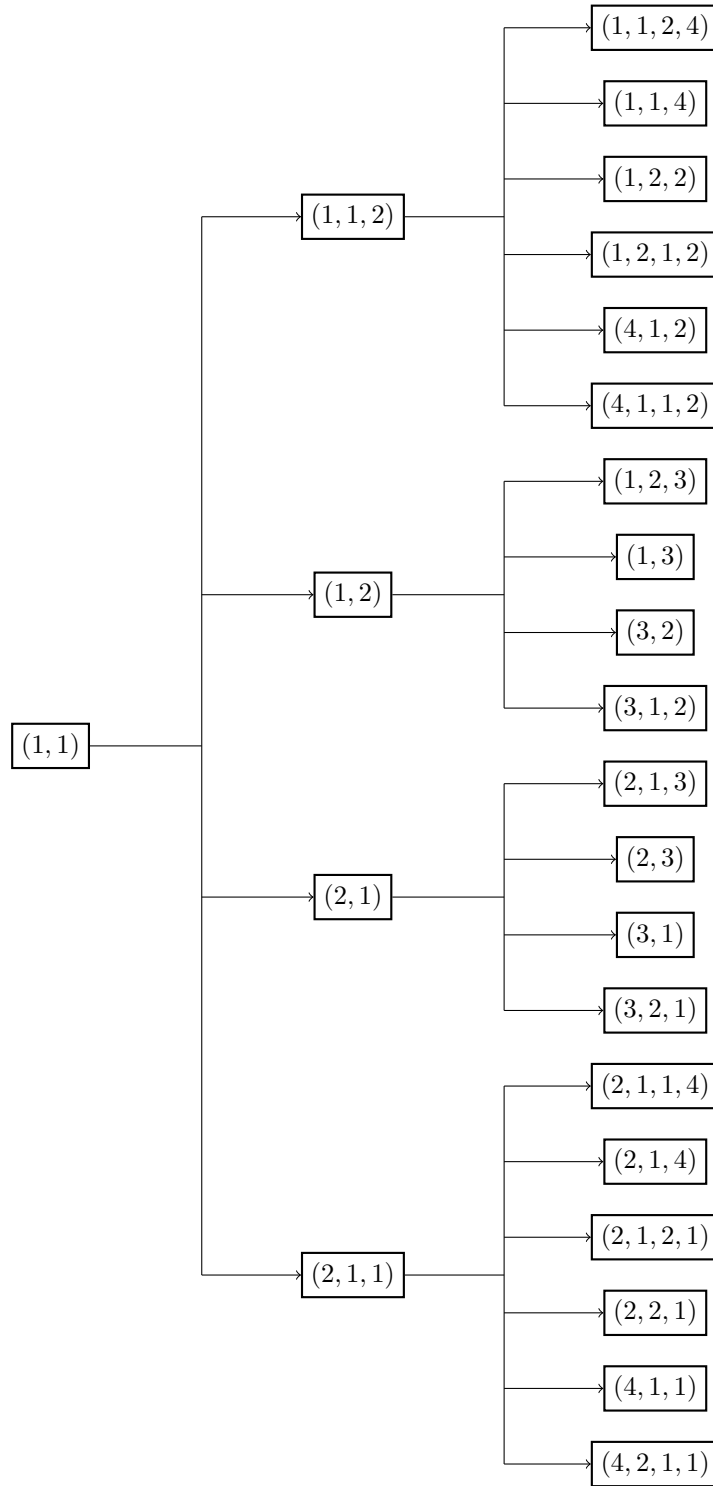 (1, 1, 2, 4)
(1, 1, 4)
(1, 2, 2)
(1, 1, 2)
(1, 2, 1, 2)
(4, 1, 2)
(4, 1, 1, 2)
(1, 2, 3)
(1, 3)
(1, 2)
(3, 2)
(3, 1, 2)
(1, 1)
(2, 1, 3)
(2, 3)
(2, 1)
(3, 1)
(3, 2, 1)
(2, 1, 1, 4)
(2, 1, 4)
(2, 1, 2, 1)
(2, 1, 1)
(2, 2, 1)
(4, 1, 1)
(4, 2, 1, 1)